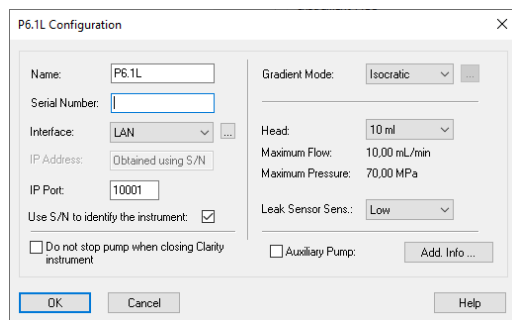 P6.1L Configuration
Name: P6.1L
Serial Number:
Interface: LAN ...
IP Address: Obtained using S/N
IP Port: 10001
Use S/N to identify the instrument:
Do not stop pump when closing Clarity
instrument
Gradient Mode: Isocratic ...
Head: 10 ml
Maximum Flow: 10,00 mL/min
Maximum Pressure: 70,00 MPa
Leak Sensor Sens.: Low
Auxiliary Pump: Add. Info ...
OK Cancel Help